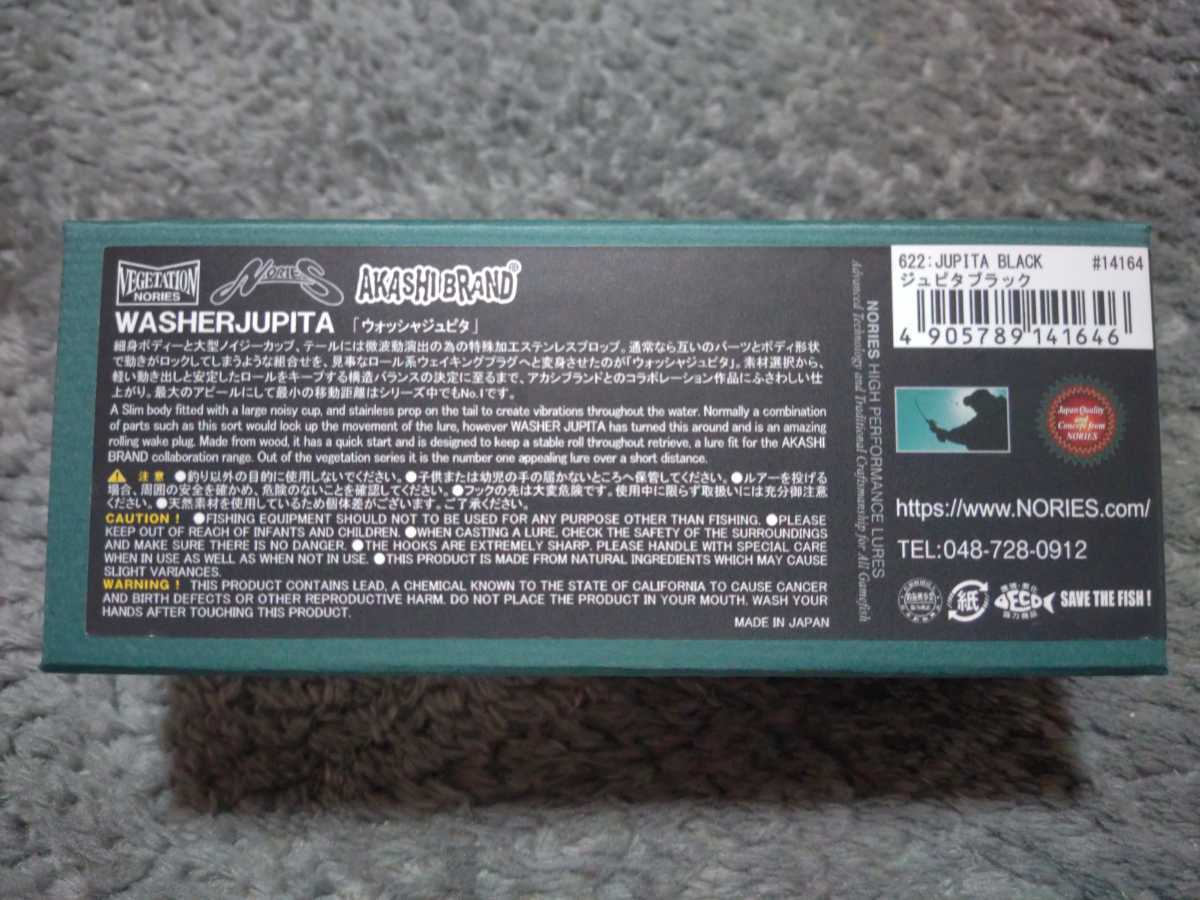 VEGETATION
NORIES
NORIES
AKASHI BRAND®
WASHERJUPITA 「ウォッシャジュピタ」
細身ボディーと大型ノイジーカップ、テールには微波動演出の為の特殊加工ステンレスプロップ。通常なら互いのパーツとボディ形状
で動きがロックしてしまうような組合せを、見事なロール系ウェイキングプラグへと変身させたのが「ウォッシャジュピタ」。素材選択から、
軽い動き出しと安定したロールをキープする構造バランスの決定に至るまで、アカシブランドとのコラボレーション作品にふさわしい仕
上がり。最大のアピールにして最小の移動距離はシリーズ中でもNo.1です。
A Slim body fitted with a large noisy cup, and stainless prop on the tail to create vibrations throughout the water. Normally a combination
of parts such as this sort would lock up the movement of the lure, however WASHER JUPITA has turned this around and is an amazing
rolling wake plug. Made from wood, it has a quick start and is designed to keep a stable roll throughout retrieve, a lure fit for the AKASHI
BRAND collaboration range. Out of the vegetation series it is the number one appealing lure over a short distance.
注 意 ●釣り以外の目的に使用しないでください。●子供または幼児の手の届かないところへ保管してください。●ルアーを投げる
場合、周囲の安全を確かめ、危険のないことを確認してください。●フックの先は大変危険です。使用中に限らず取扱いには充分御注意
ください。●天然素材を使用しているため個体差がございます。ご了承ください。
CAUTION ! ●FISHING EQUIPMENT SHOULD NOT TO BE USED FOR ANY PURPOSE OTHER THAN FISHING. ●PLEASE
KEEP OUT OF REACH OF INFANTS AND CHILDREN. ●WHEN CASTING A LURE, CHECK THE SAFETY OF THE SURROUNDINGS
AND MAKE SURE THERE IS NO DANGER. ●THE HOOKS ARE EXTREMELY SHARP. PLEASE HANDLE WITH SPECIAL CARE
WHEN IN USE AS WELL AS WHEN NOT IN USE. ●THIS PRODUCT IS MADE FROM NATURAL INGREDIENTS WHICH MAY CAUSE
SLIGHT VARIANCES.
WARNING ! THIS PRODUCT CONTAINS LEAD, A CHEMICAL KNOWN TO THE STATE OF CALIFORNIA TO CAUSE CANCER
AND BIRTH DEFECTS OR OTHER REPRODUCTIVE HARM. DO NOT PLACE THE PRODUCT IN YOUR MOUTH. WASH YOUR
HANDS AFTER TOUCHING THIS PRODUCT.
MADE IN JAPAN
NORIES HIGH PERFORMANCE LURES
Advanced Technology and Traditional Craftsmanship for All Gamefish
622:JUPITA BLACK #14164
ジュピタブラック
4 905789 141646
Japan Quality
and
Concept from
NORIES
https://www.NORIES.com/
TEL:048-728-0912
紙
ECO
SAVE THE FISH !